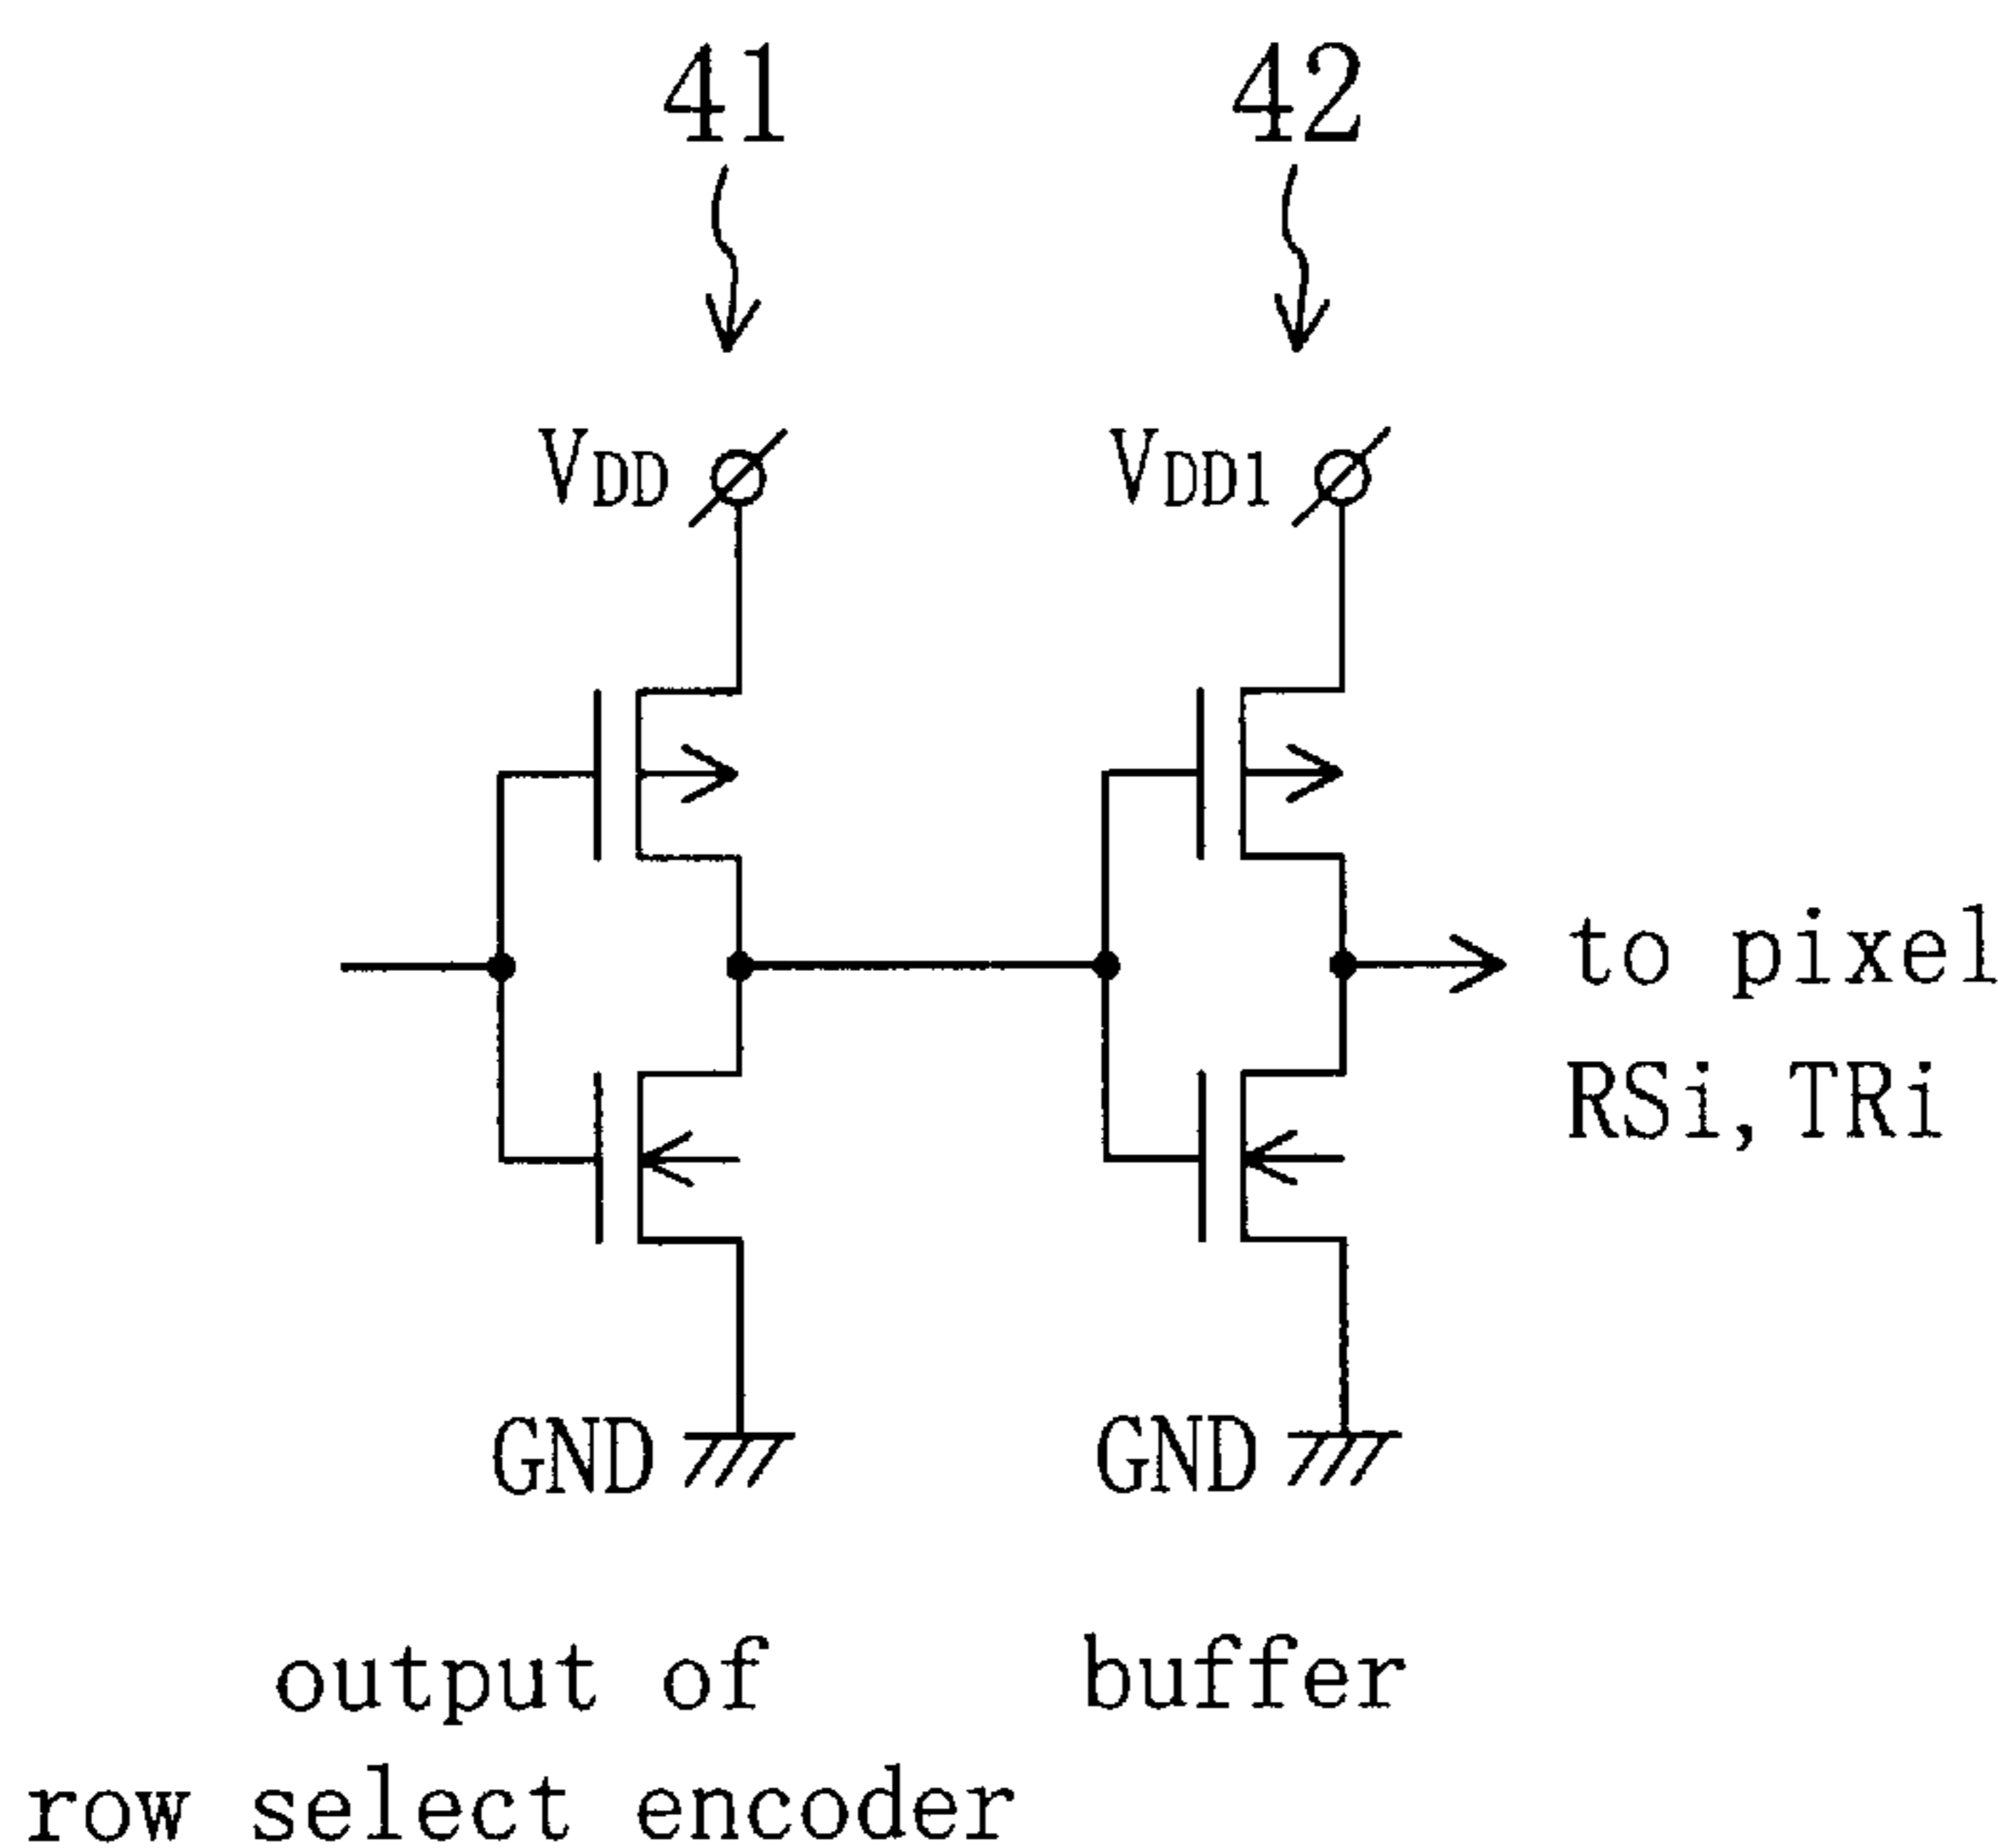 41
42
VDD
VDD1
to pixel
RSi, TRi
GND
GND
output of
row select encoder
buffer